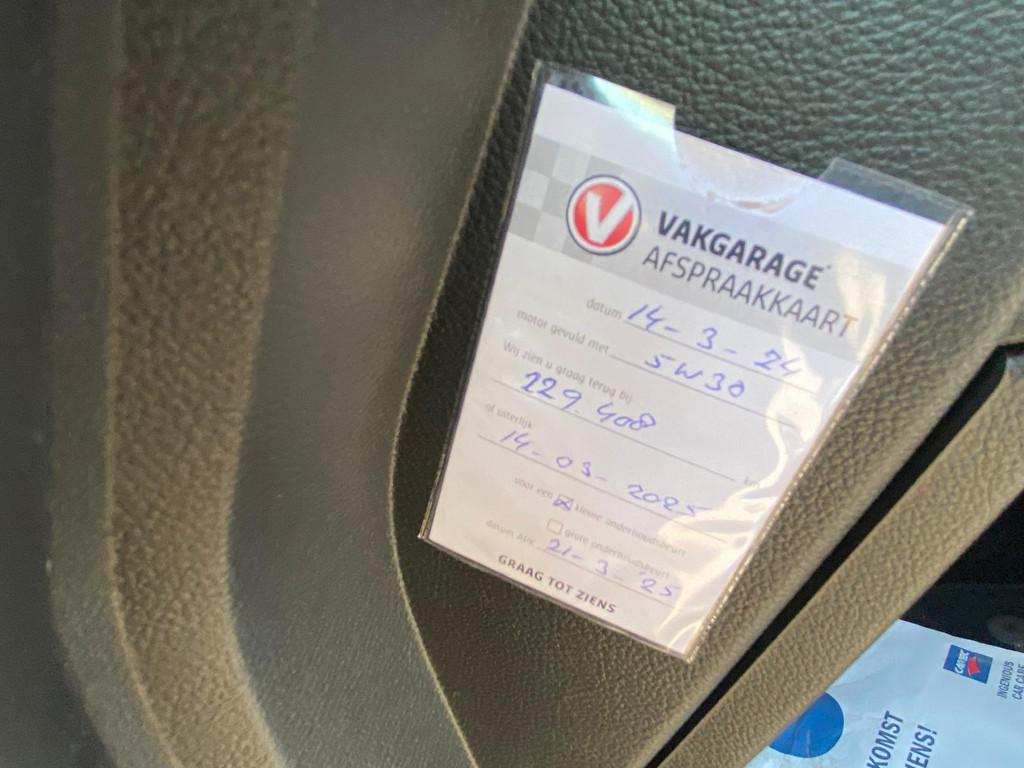 V
VAKGARAGE
AFSPRAAKKAART
datum 14-3-24
motor gevuld met 5W30
Wij zien u graag terug bij
229.408 km
of uiterlijk
14-03-2025
voor een ☒ kleine onderhoudsbeurt
☐ grote onderhoudsbeurt
datum APK 21-3-'25
GRAAG TOT ZIENS
INGENIOUS
CAR CARE
KOMST
ENS!